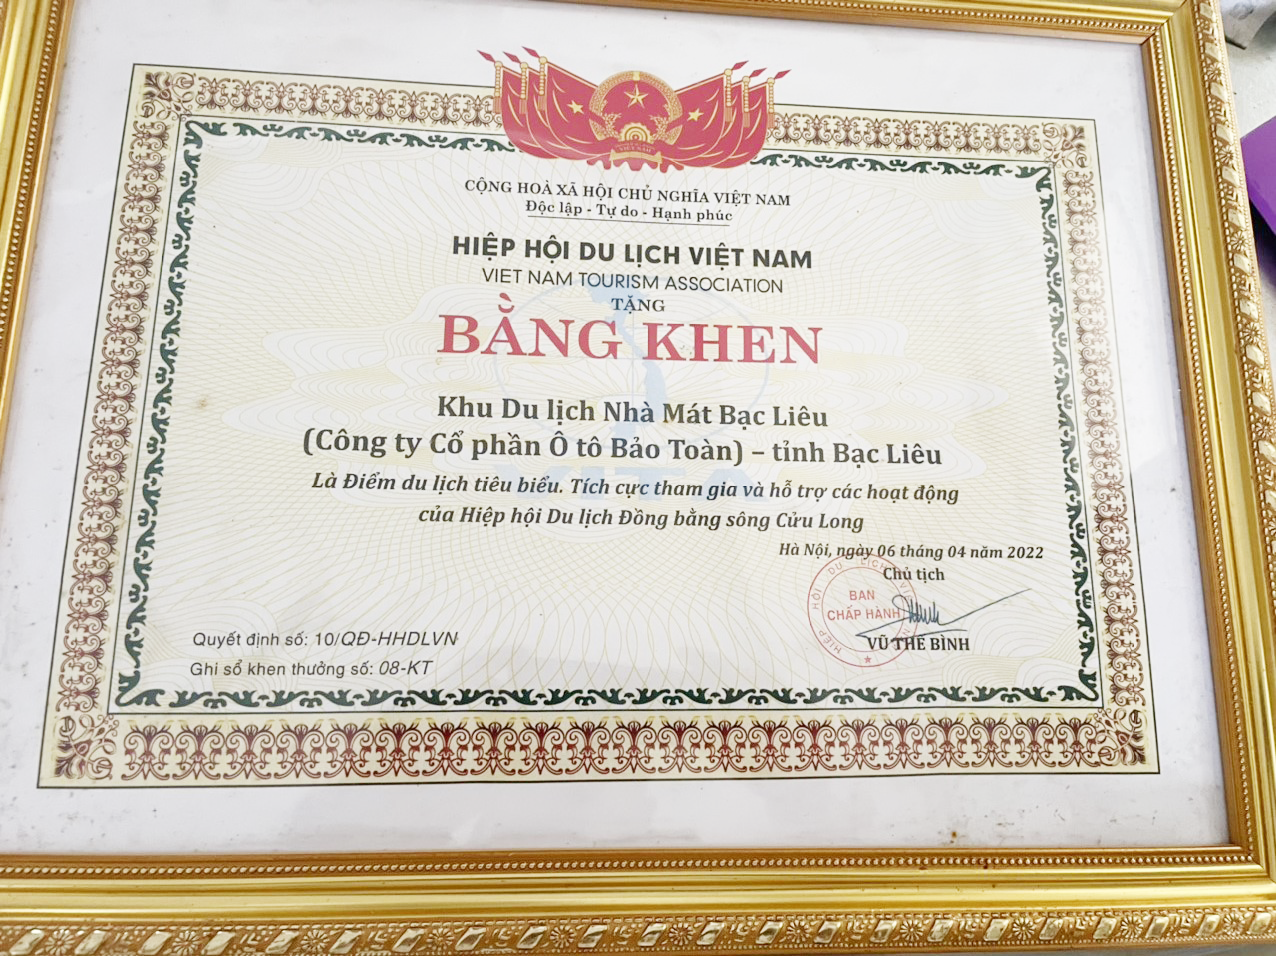 CỘNG HOÀ XÃ HỘI CHỦ NGHĨA VIỆT NAM
Độc lập - Tự do - Hạnh phúc
HIỆP HỘI DU LỊCH VIỆT NAM
VIET NAM TOURISM ASSOCIATION
TẶNG
BẰNG KHEN
Khu Du lịch Nhà Mát Bạc Liêu
(Công ty Cổ phần Ô tô Bảo Toàn) – tỉnh Bạc Liêu
Là Điểm du lịch tiêu biểu. Tích cực tham gia và hỗ trợ các hoạt động
của Hiệp hội Du lịch Đồng bằng sông Cửu Long
Hà Nội, ngày 06 tháng 04 năm 2022
Chủ tịch
HIỆP HỘI DU LỊCH
BAN
CHẤP HÀNH
VŨ THẾ BÌNH
Quyết định số: 10/QĐ-HHDLVN
Ghi sổ khen thưởng số: 08-KT